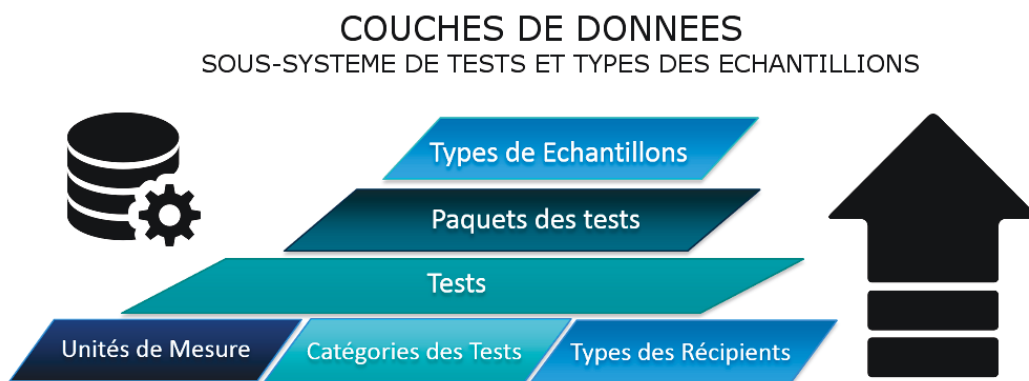 COUCHES DE DONNEES
SOUS-SYSTEME DE TESTS ET TYPES DES ECHANTILLIONS
Types de Echantillons
Paquets des tests
Tests
Unités de Mesure
Catégories des Tests
Types des Récipients